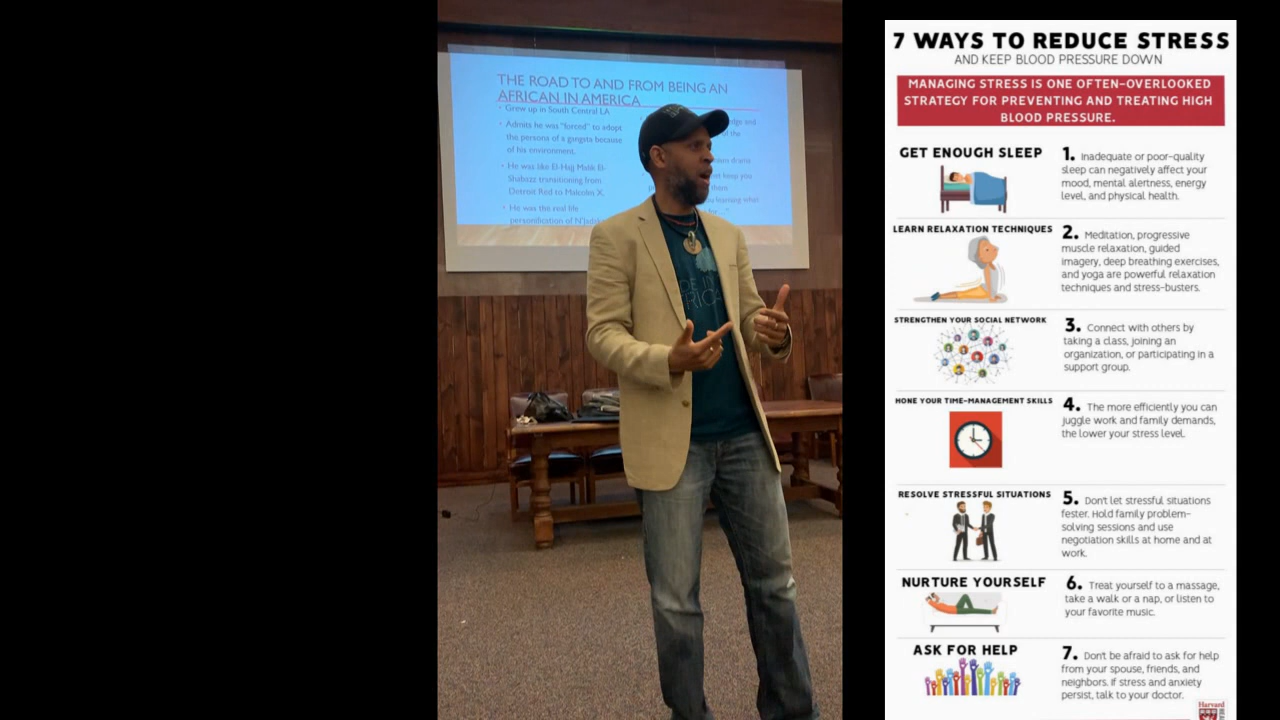 THE ROAD TO AND FROM BEING AN
AFRICAN IN AMERICA
• Grew up in South Central LA
• Admits he was "forced" to adopt
the persona of a gangsta because
of his environment.
• He was like El-Hajj Malik El-
Shabazz transitioning from
Detroit Red to Malcolm X.
• He was the real life
personification of
and
of the
drama
keep you
learning what
7 WAYS TO REDUCE STRESS
AND KEEP BLOOD PRESSURE DOWN
MANAGING STRESS IS ONE OFTEN-OVERLOOKED
STRATEGY FOR PREVENTING AND TREATING HIGH
BLOOD PRESSURE.
GET ENOUGH SLEEP
1. Inadequate or poor-quality
sleep can negatively affect your
mood, mental alertness, energy
level, and physical health.
LEARN RELAXATION TECHNIQUES
2. Meditation, progressive
muscle relaxation, guided
imagery, deep breathing exercises,
and yoga are powerful relaxation
techniques and stress-busters.
STRENGTHEN YOUR SOCIAL NETWORK
3. Connect with others by
taking a class, joining an
organization, or participating in a
support group.
HONE YOUR TIME-MANAGEMENT SKILLS
4. The more efficiently you can
juggle work and family demands,
the lower your stress level.
RESOLVE STRESSFUL SITUATIONS
5. Don't let stressful situations
fester. Hold family problem-
solving sessions and use
negotiation skills at home and at
work.
NURTURE YOURSELF
6. Treat yourself to a massage,
take a walk or a nap, or listen to
your favorite music.
ASK FOR HELP
7. Don't be afraid to ask for help
from your spouse, friends, and
neighbors. If stress and anxiety
persist, talk to your doctor.
Harvard